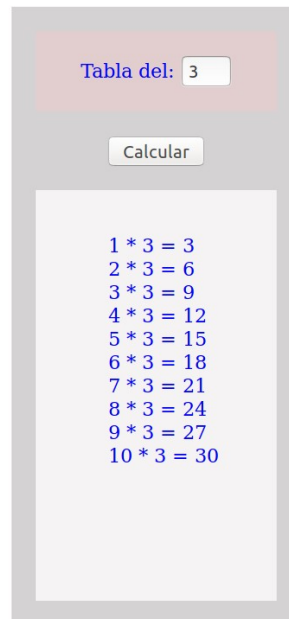 Tabla del: 3
Calcular
1 * 3 = 3
2 * 3 = 6
3 * 3 = 9
4 * 3 = 12
5 * 3 = 15
6 * 3 = 18
7 * 3 = 21
8 * 3 = 24
9 * 3 = 27
10 * 3 = 30